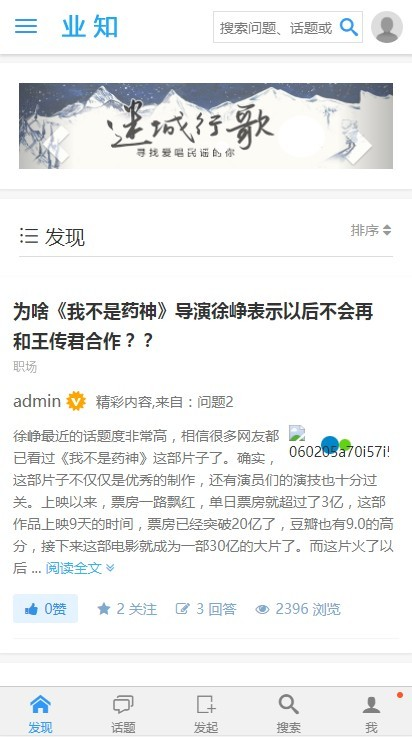 业 知
搜索问题、话题或
迷城行歌
寻找爱唱民谣的你
发现
排序
为啥《我不是药神》导演徐峥表示以后不会再
和王传君合作？？
职场
admin 精彩内容,来自：问题2
徐峥最近的话题度非常高，相信很多网友都
已看过《我不是药神》这部片子了。确实，
这部片子不仅仅是优秀的制作，还有演员们的演技也十分过
关。上映以来，票房一路飘红，单日票房就超过了3亿，这部
作品上映9天的时间，票房已经突破20亿了，豆瓣也有9.0的高
分，接下来这部电影就成为一部30亿的大片了。而这片火了以
后 ... 阅读全文
060205a70i57i5
0赞 2 关注 3 回答 2396 浏览
发现 话题 发起 搜索 我